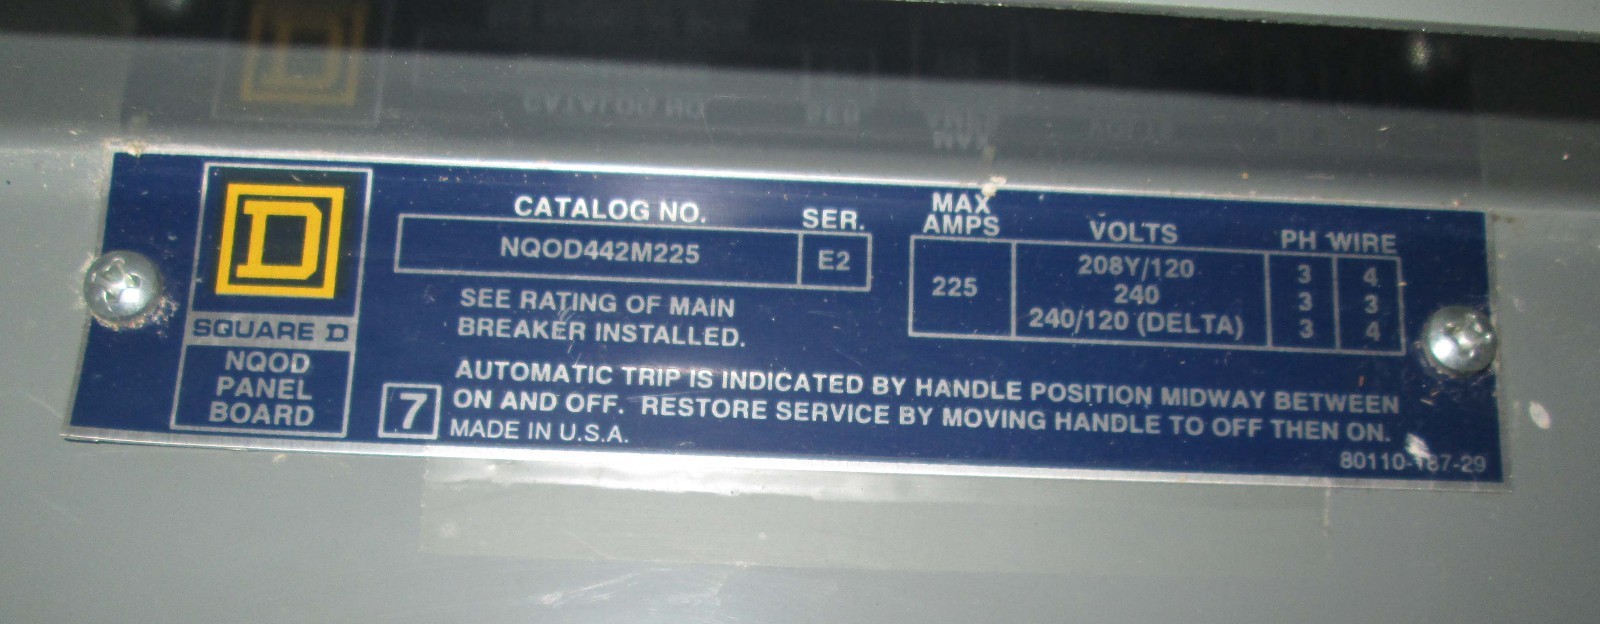 D
SQUARE D
NQOD
PANEL
BOARD
CATALOG NO. SER.
NQOD442M225 E2
SEE RATING OF MAIN
BREAKER INSTALLED.
MAX
AMPS VOLTS PH WIRE
225
208Y/120 3 4
240 3 3
240/120 (DELTA) 3 4
7
AUTOMATIC TRIP IS INDICATED BY HANDLE POSITION MIDWAY BETWEEN
ON AND OFF. RESTORE SERVICE BY MOVING HANDLE TO OFF THEN ON.
MADE IN U.S.A.
80110-187-29